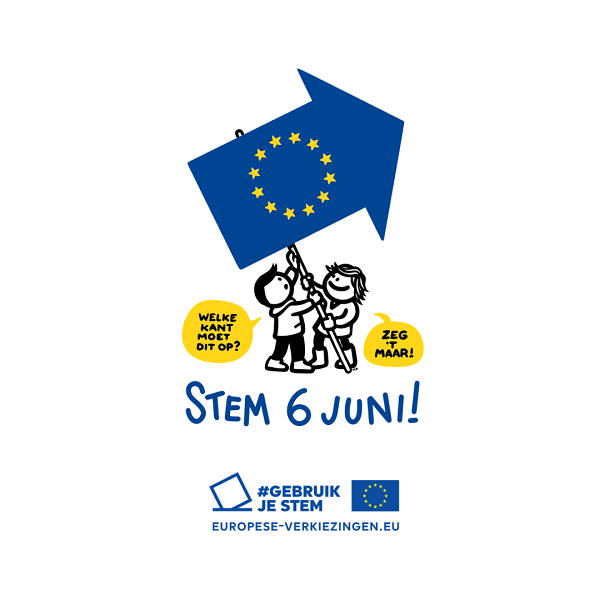 WELKE
KANT
MOET
DIT OP?
ZEG
'T
MAAR!
STEM 6 JUNI!
#GEBRUIK
JE STEM
EUROPESE-VERKIEZINGEN.EU